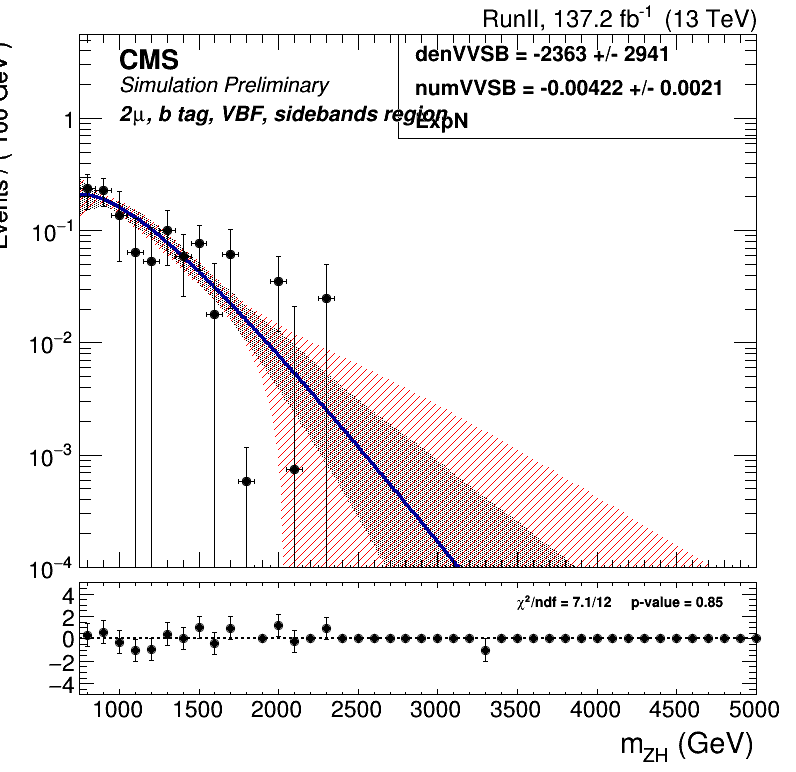 RunII, 137.2 fb⁻¹ (13 TeV)
CMS
Simulation Preliminary
2μ, b tag, VBF, sidebands region
denVVSB = -2363 +/- 2941
numVVSB = -0.00422 +/- 0.0021
ExpN
1
10⁻¹
10⁻²
10⁻³
10⁻⁴
χ²/ndf = 7.1/12 p-value = 0.85
4
2
0
−2
−4
1000 1500 2000 2500 3000 3500 4000 4500 5000
m_ZH (GeV)